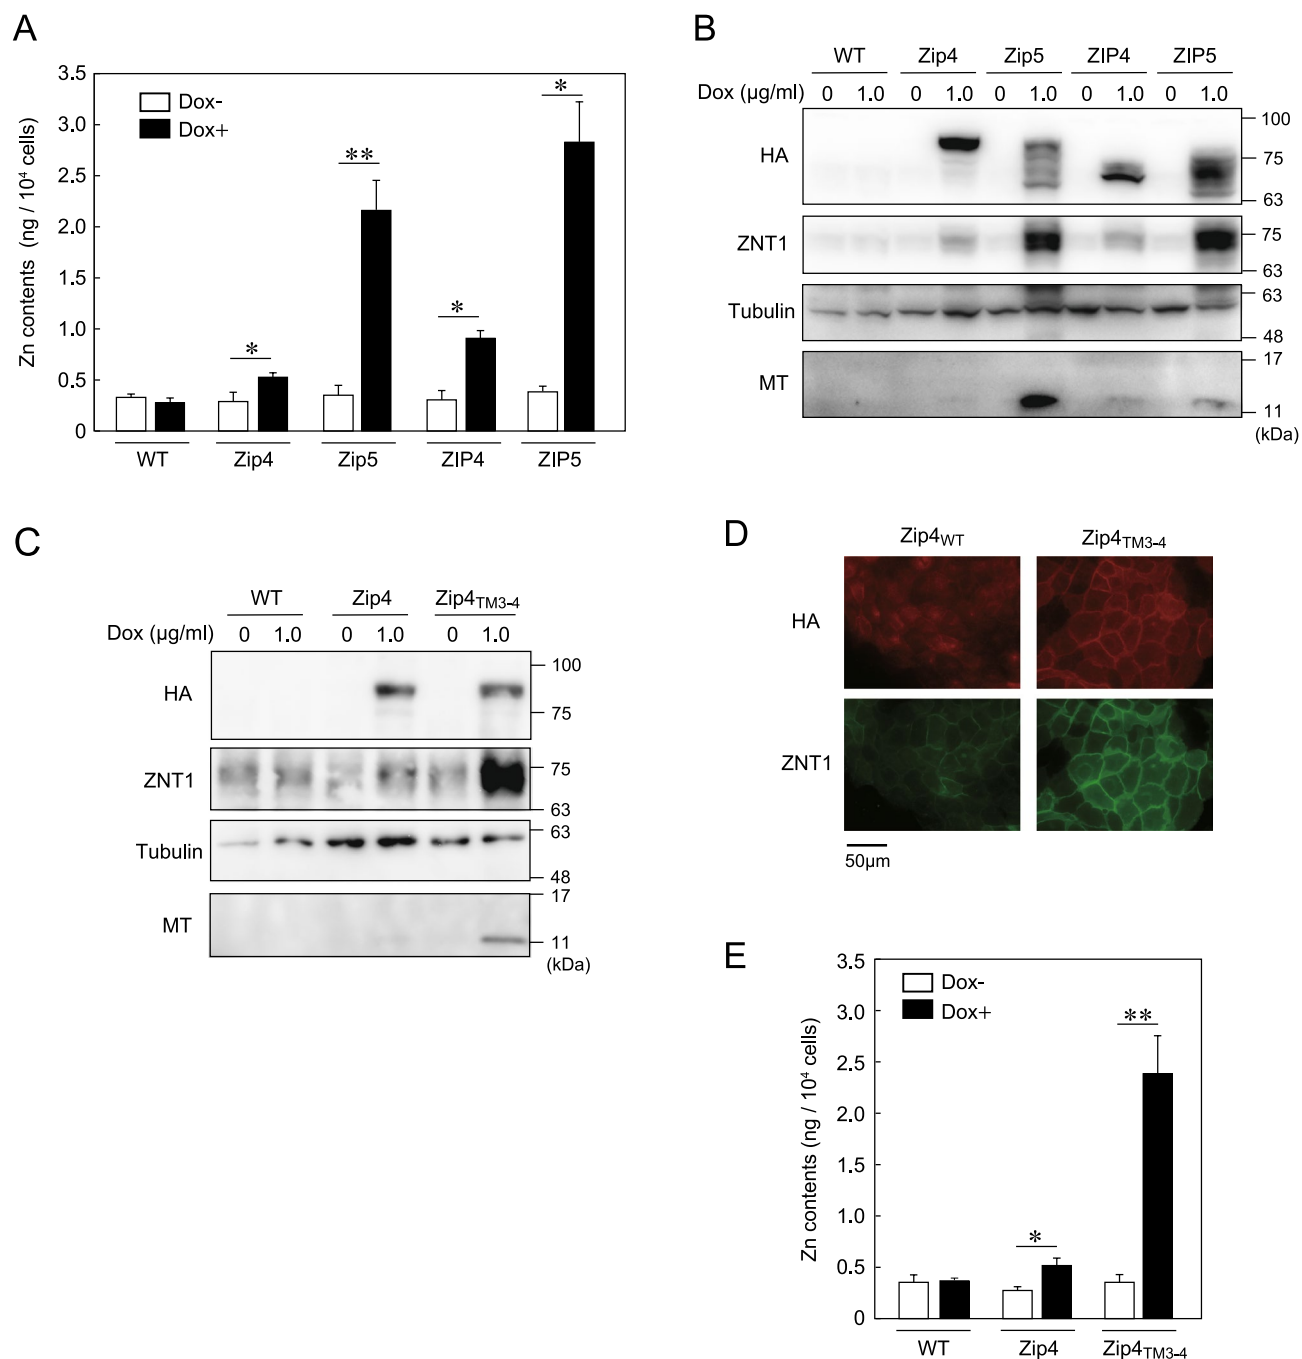 A
3.5
3.0
2.5
2.0
1.5
1.0
0.5
0
Zn contents (ng / 10⁴ cells)
Dox-
Dox+
* ** * *
WT Zip4 Zip5 ZIP4 ZIP5
B
WT Zip4 Zip5 ZIP4 ZIP5
Dox (µg/ml) 0 1.0 0 1.0 0 1.0 0 1.0 0 1.0
HA
100
75
63
ZNT1
75
63
Tubulin
63
48
MT
17
11
(kDa)
C
WT Zip4 Zip4TM3-4
Dox (µg/ml) 0 1.0 0 1.0 0 1.0
HA
100
75
ZNT1
75
63
Tubulin
63
48
MT
17
11
(kDa)
D
Zip4WT Zip4TM3-4
HA
ZNT1
50µm
E
3.5
3.0
2.5
2.0
1.5
1.0
0.5
0
Zn contents (ng / 10⁴ cells)
Dox-
Dox+
* **
WT Zip4 Zip4TM3-4